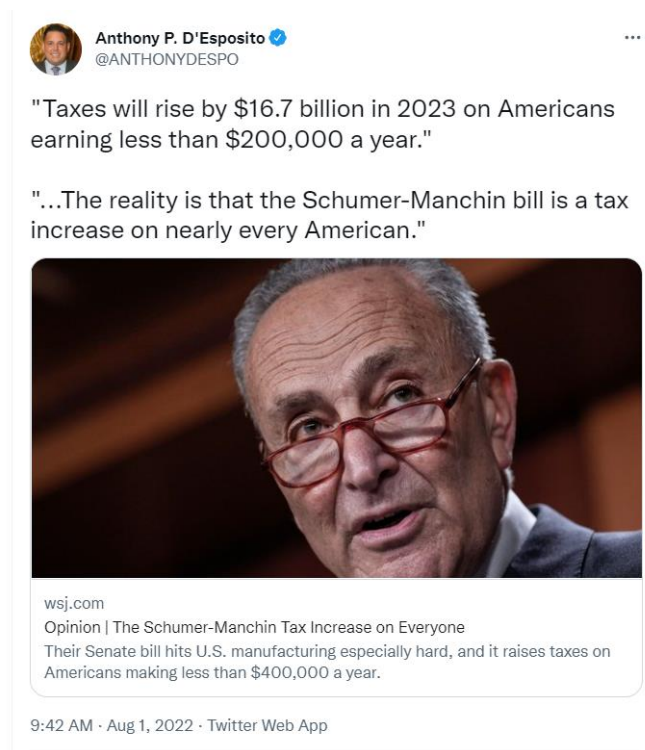 Anthony P. D'Esposito
@ANTHONYDESPO
"Taxes will rise by $16.7 billion in 2023 on Americans
earning less than $200,000 a year."
"...The reality is that the Schumer-Manchin bill is a tax
increase on nearly every American."
wsj.com
Opinion | The Schumer-Manchin Tax Increase on Everyone
Their Senate bill hits U.S. manufacturing especially hard, and it raises taxes on
Americans making less than $400,000 a year.
9:42 AM · Aug 1, 2022 · Twitter Web App